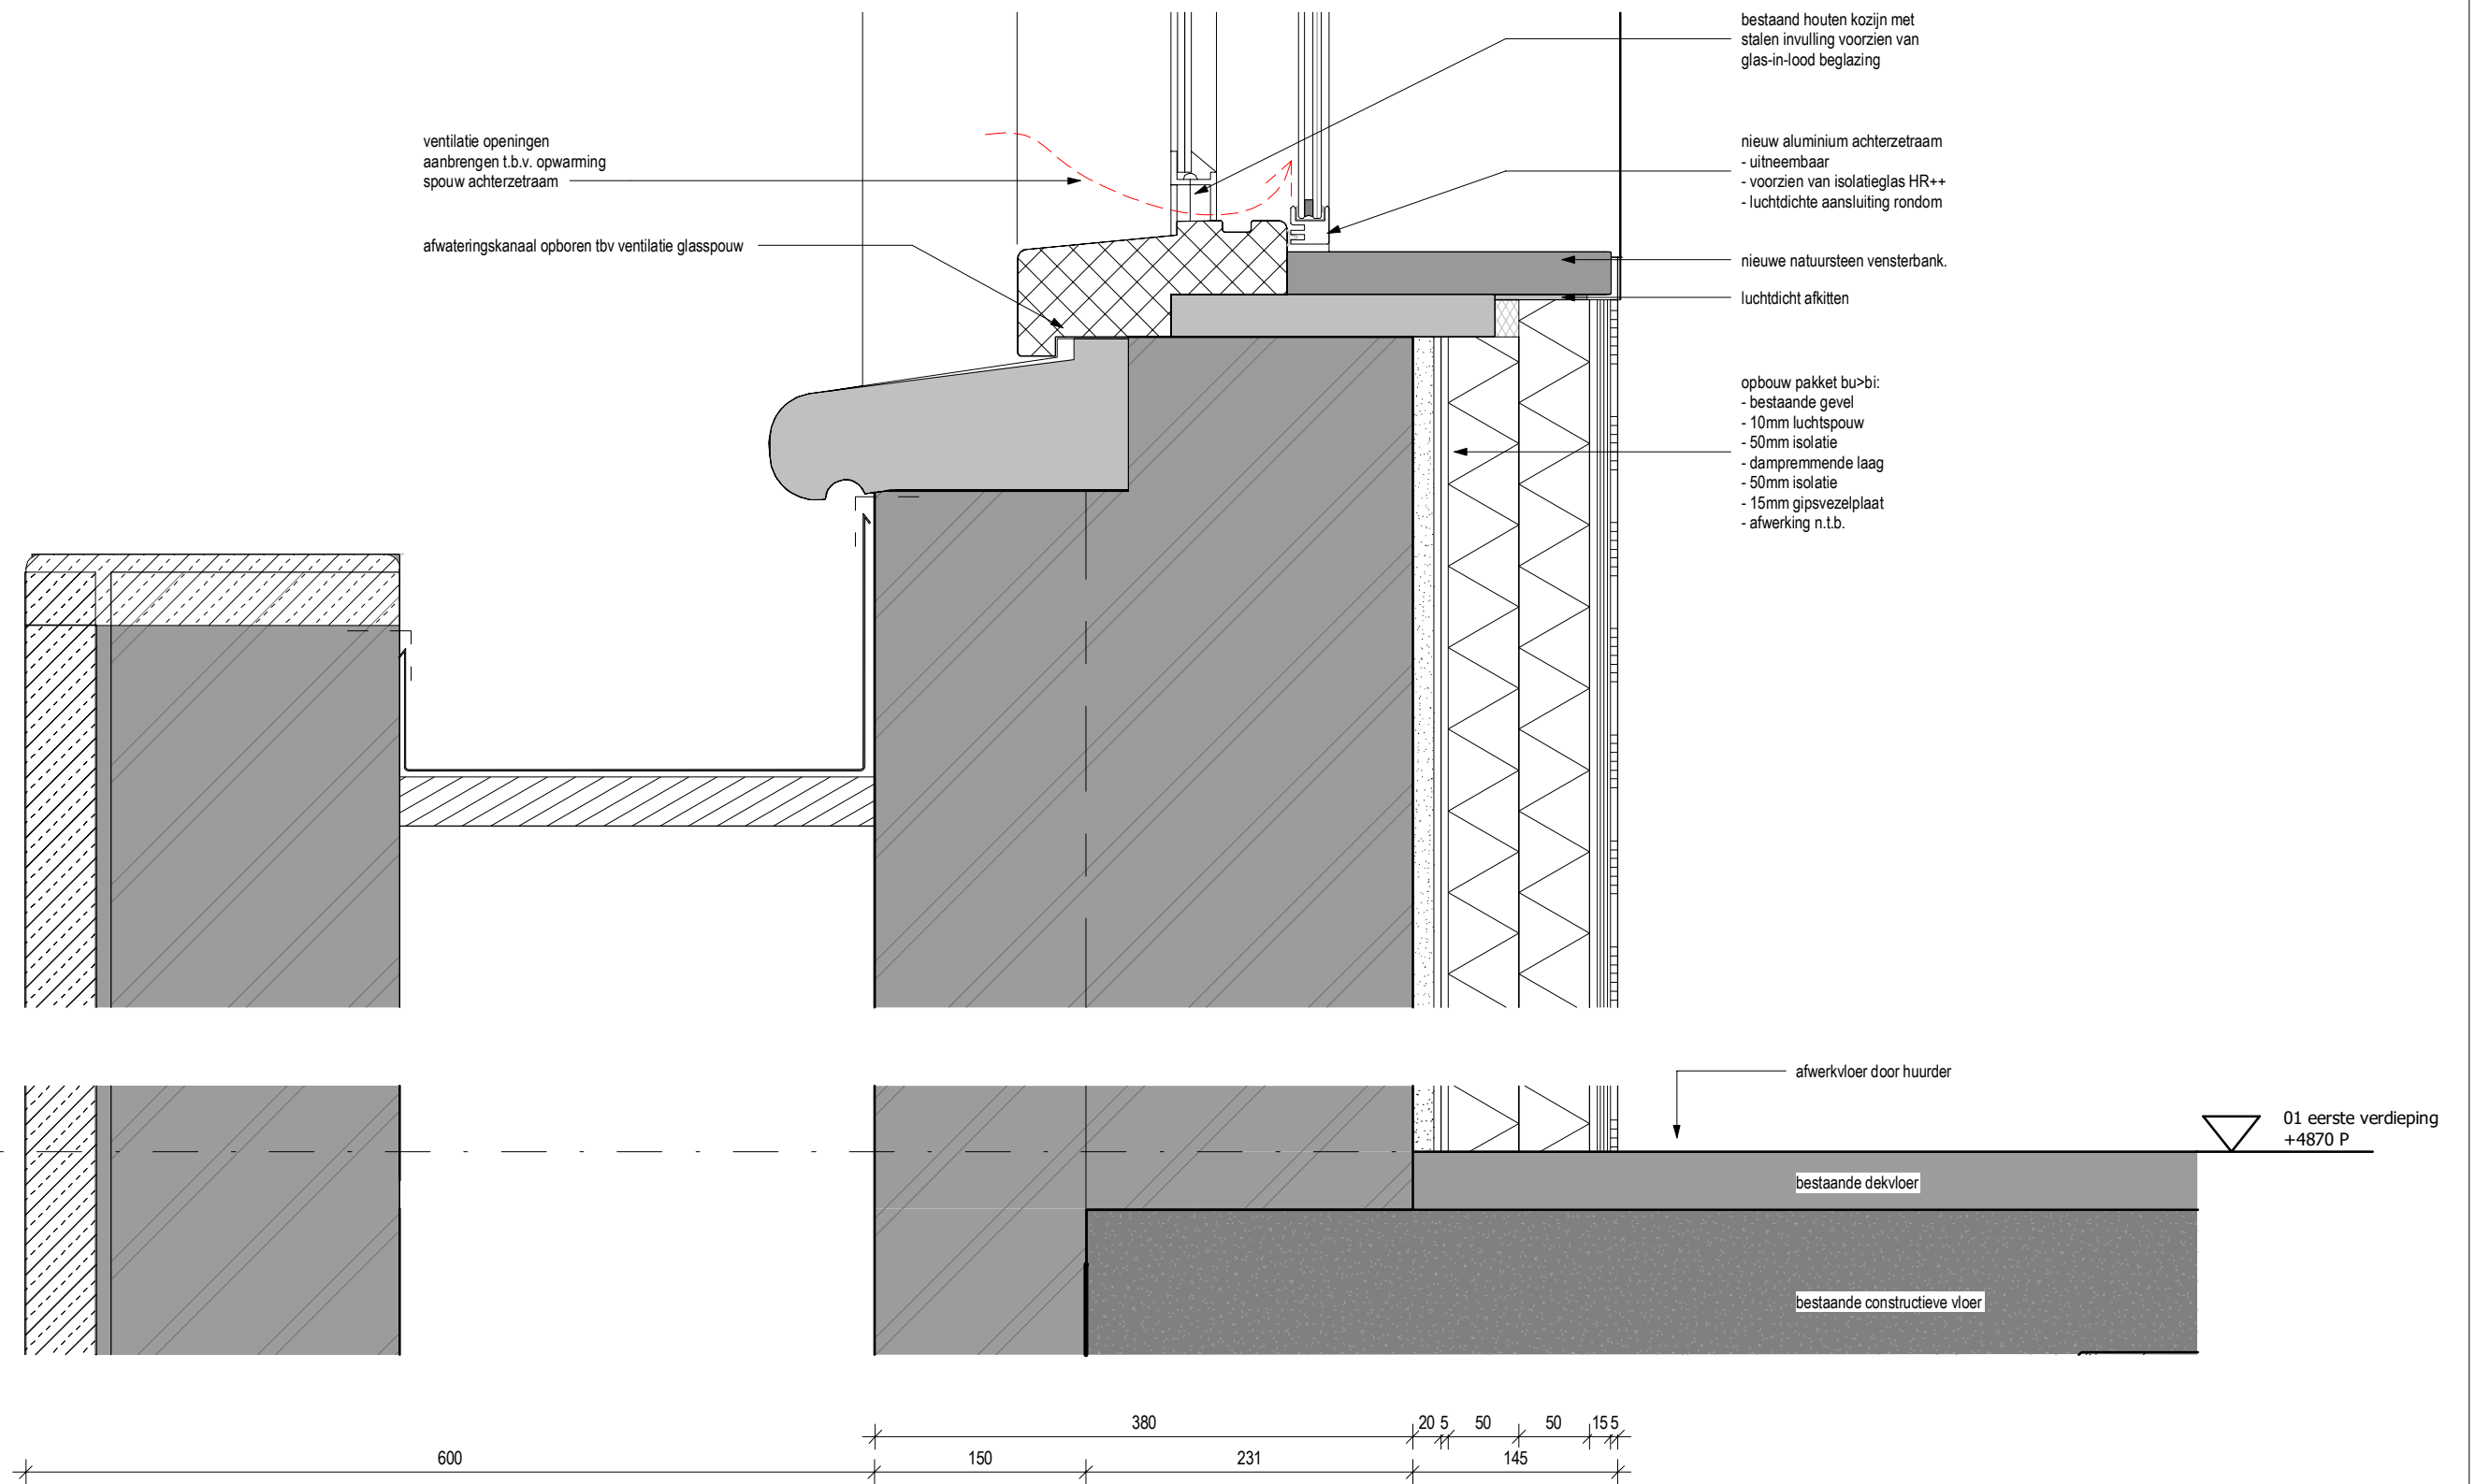 bestaand houten kozijn met
stalen invulling voorzien van
glas-in-lood beglazing
ventilatie openingen
aanbrengen t.b.v. opwarming
spouw achterzetraam
nieuw aluminium achterzetraam
- uitneembaar
- voorzien van isolatieglas HR++
- luchtdichte aansluiting rondom
afwateringskanaal opboren tbv ventilatie glasspouw
nieuwe natuursteen vensterbank.
luchtdicht afkitten
opbouw pakket bu>bi:
- bestaande gevel
- 10mm luchtspouw
- 50mm isolatie
- dampremmende laag
- 50mm isolatie
- 15mm gipsvezelplaat
- afwerking n.t.b.
afwerkvloer door huurder
01 eerste verdieping
+4870 P
bestaande dekvloer
bestaande constructieve vloer
380 20 5 50 50 15 5
600 150 231 145